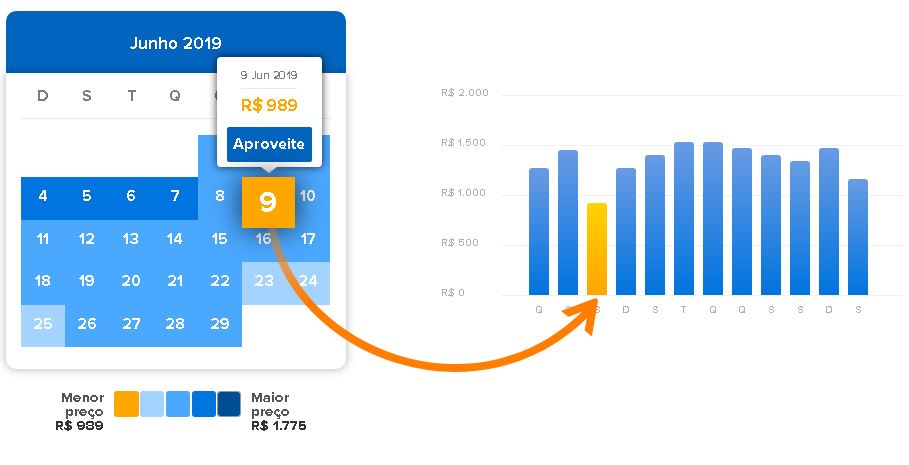 Junho 2019
9 Jun 2019
R$ 989
Aproveite
D S T Q
4 5 6 7 8 9 10
11 12 13 14 15 16 17
18 19 20 21 22 23 24
25 26 27 28 29
Menor
preço
R$ 989
Maior
preço
R$ 1.775
R$ 2.000
R$ 1.500
R$ 1.000
R$ 500
R$ 0
Q S S D S T Q Q S S D S